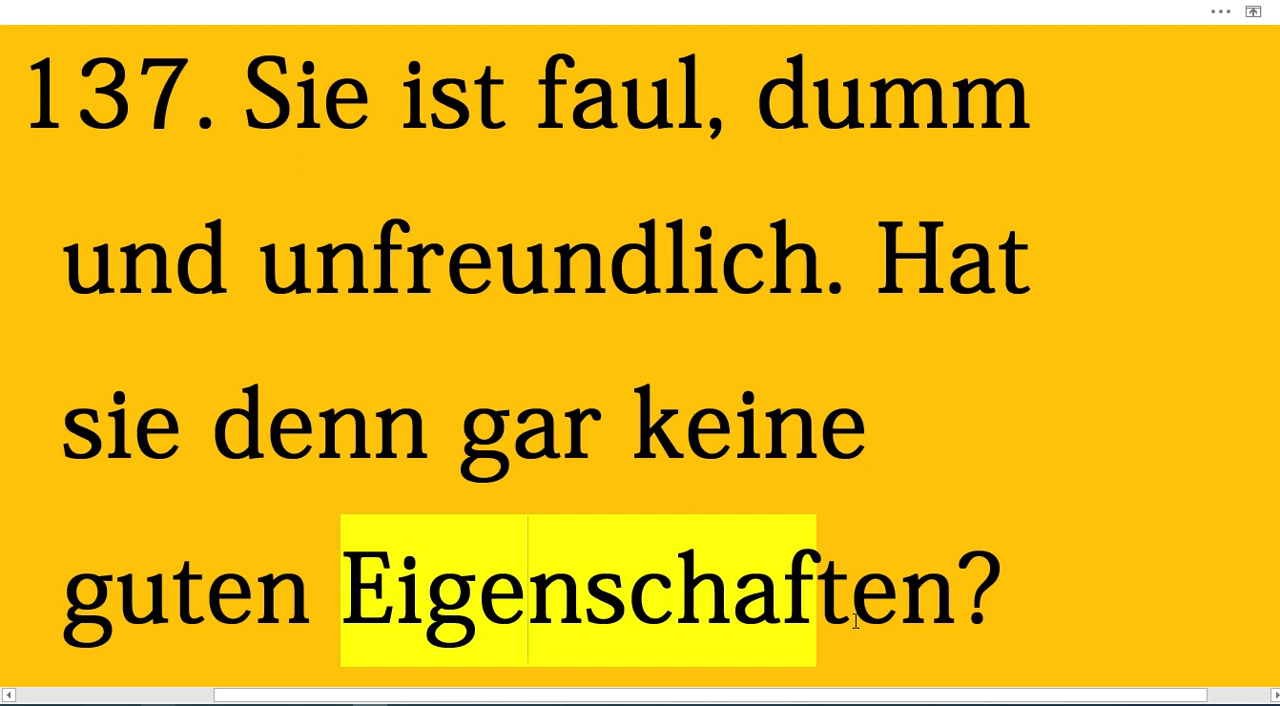 137. Sie ist faul, dumm
und unfreundlich. Hat
sie denn gar keine
guten Eigenschaften?